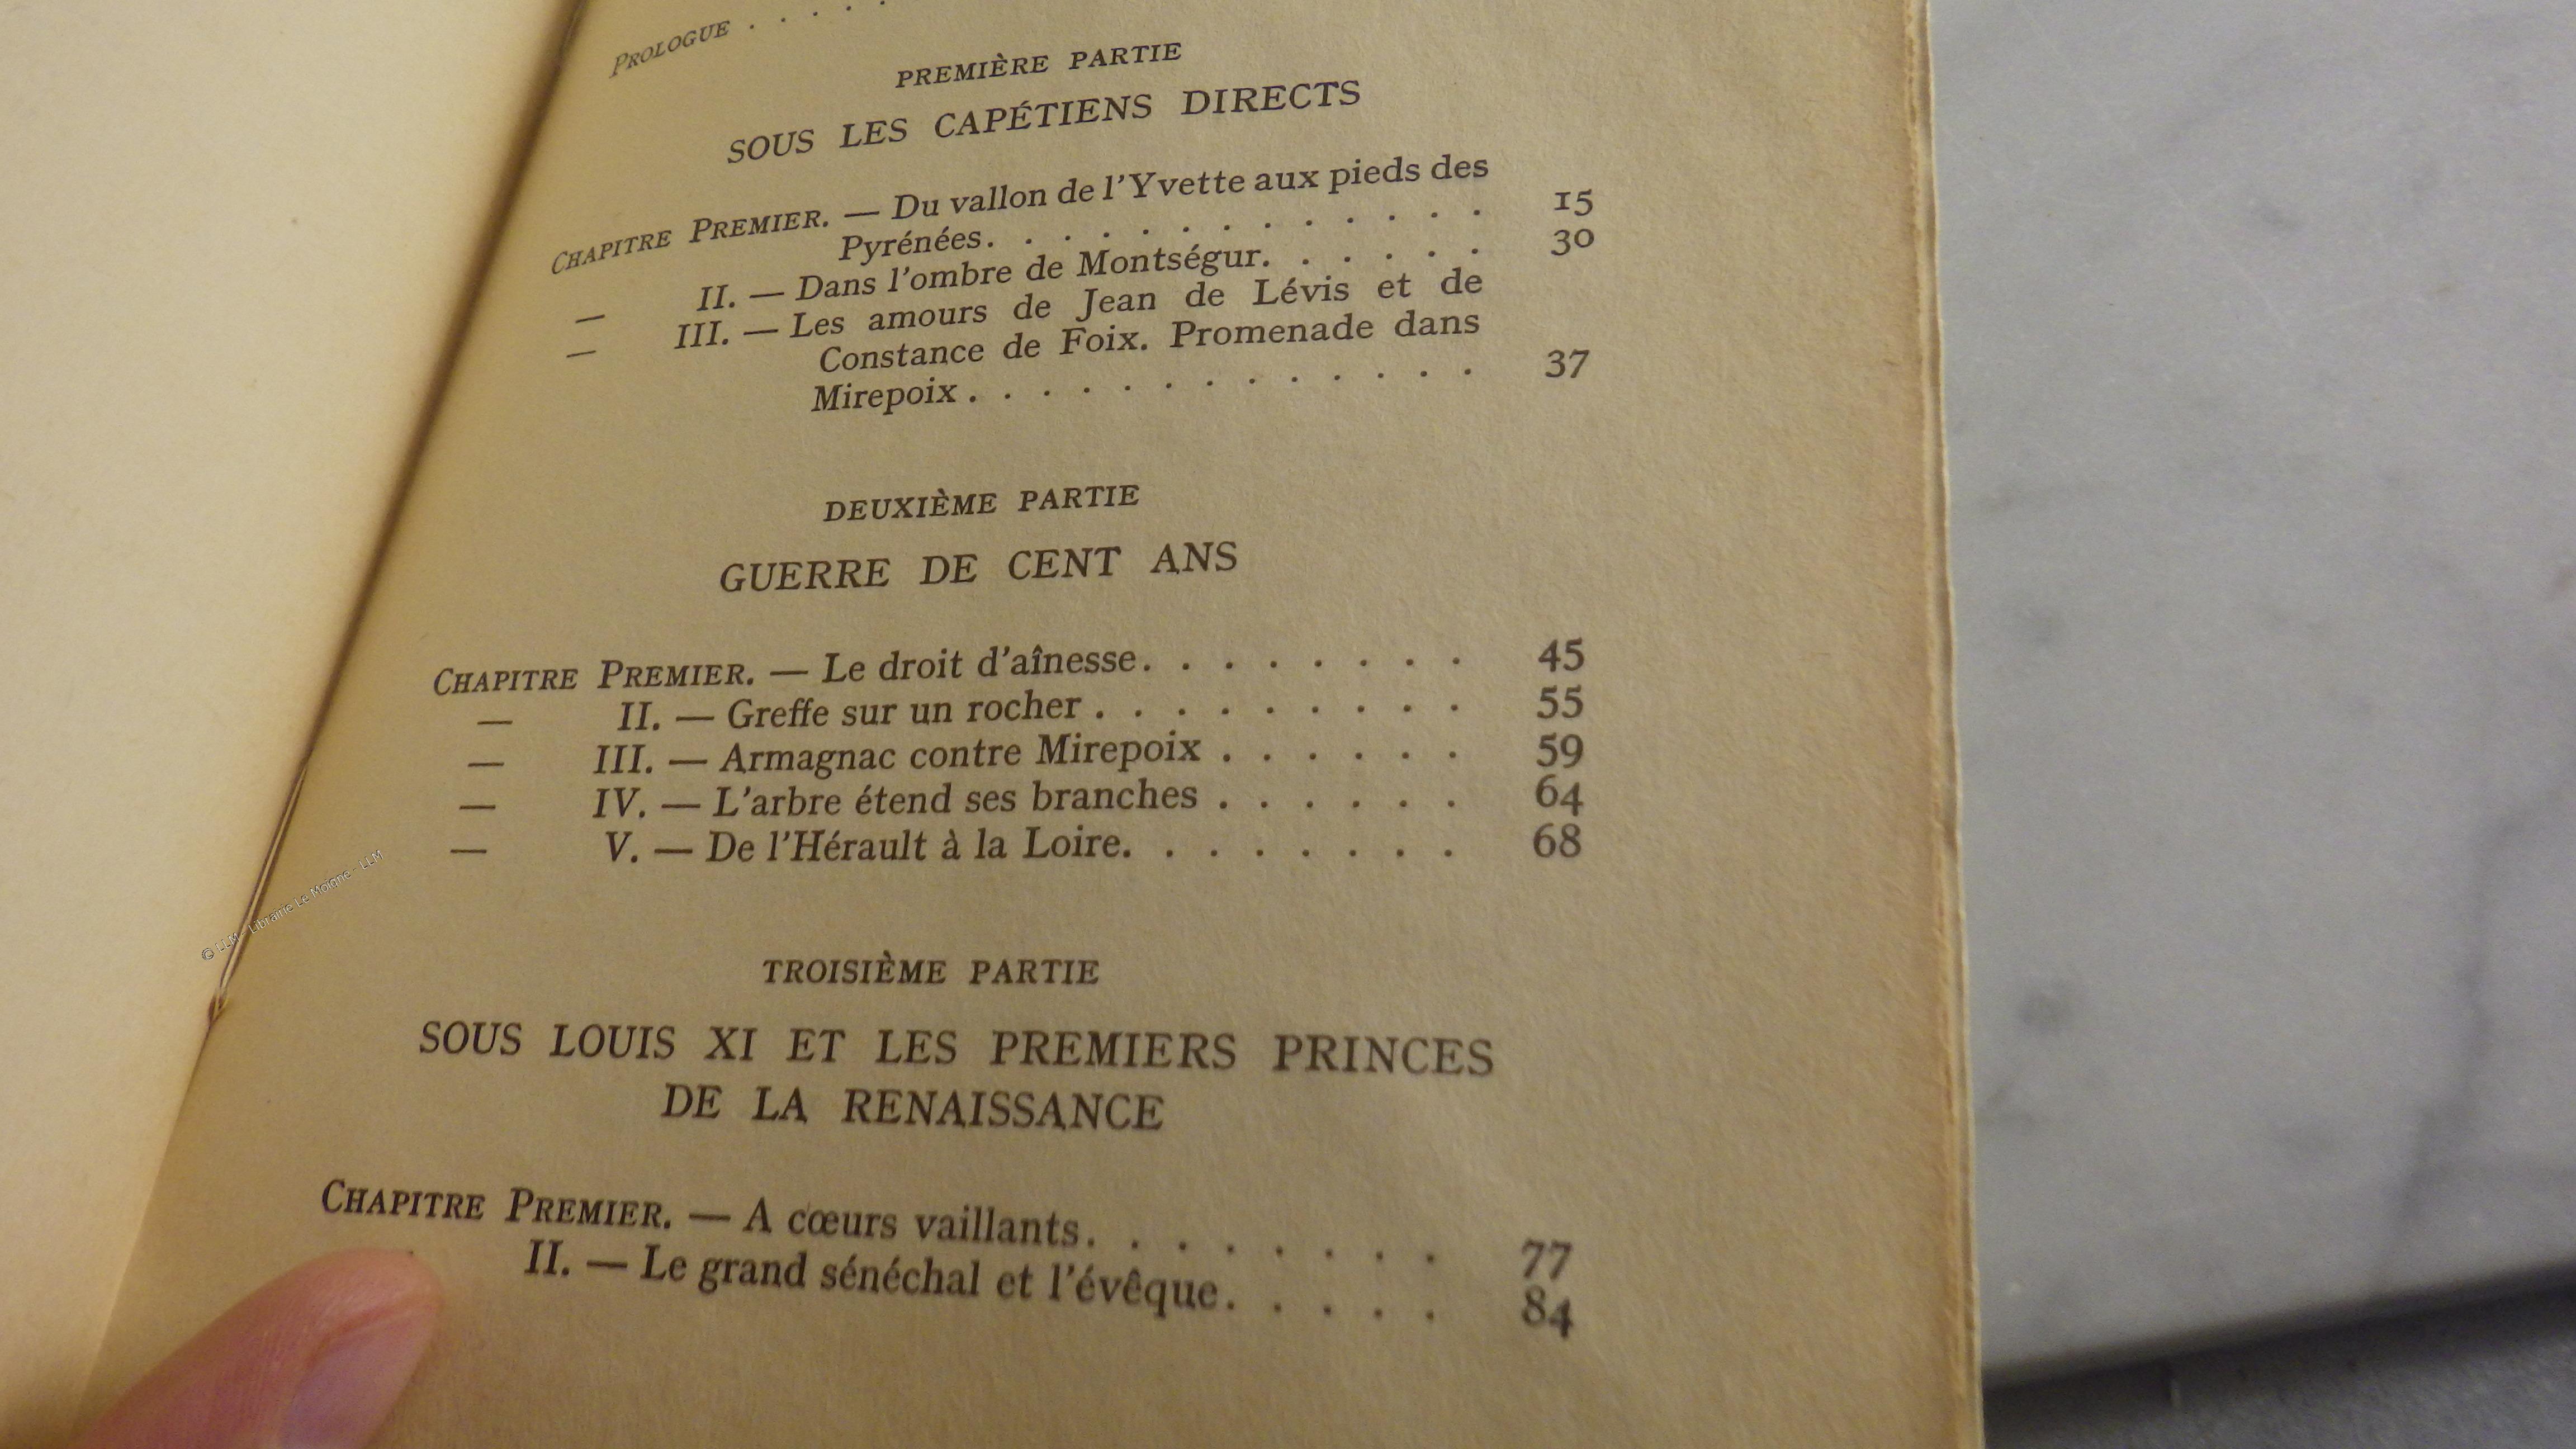 PROLOGUE . . . . .
PREMIÈRE PARTIE
SOUS LES CAPÉTIENS DIRECTS
CHAPITRE PREMIER. — Du vallon de l'Yvette aux pieds des
Pyrénées. . . . . . . . . . . . . 15
— II. — Dans l'ombre de Montségur. . . . . . 30
— III. — Les amours de Jean de Lévis et de
Constance de Foix. Promenade dans
Mirepoix . . . . . . . . . . . . . 37
DEUXIÈME PARTIE
GUERRE DE CENT ANS
CHAPITRE PREMIER. — Le droit d'aînesse. . . . . . . . 45
— II. — Greffe sur un rocher . . . . . . . . . 55
— III. — Armagnac contre Mirepoix . . . . . . 59
— IV. — L'arbre étend ses branches . . . . . . 64
— V. — De l'Hérault à la Loire. . . . . . . . 68
TROISIÈME PARTIE
SOUS LOUIS XI ET LES PREMIERS PRINCES
DE LA RENAISSANCE
CHAPITRE PREMIER. — A cœurs vaillants. . . . . . . . 77
II. — Le grand sénéchal et l'évêque. . . . . 84
© LLM - Librairie Le Moigne - LLM